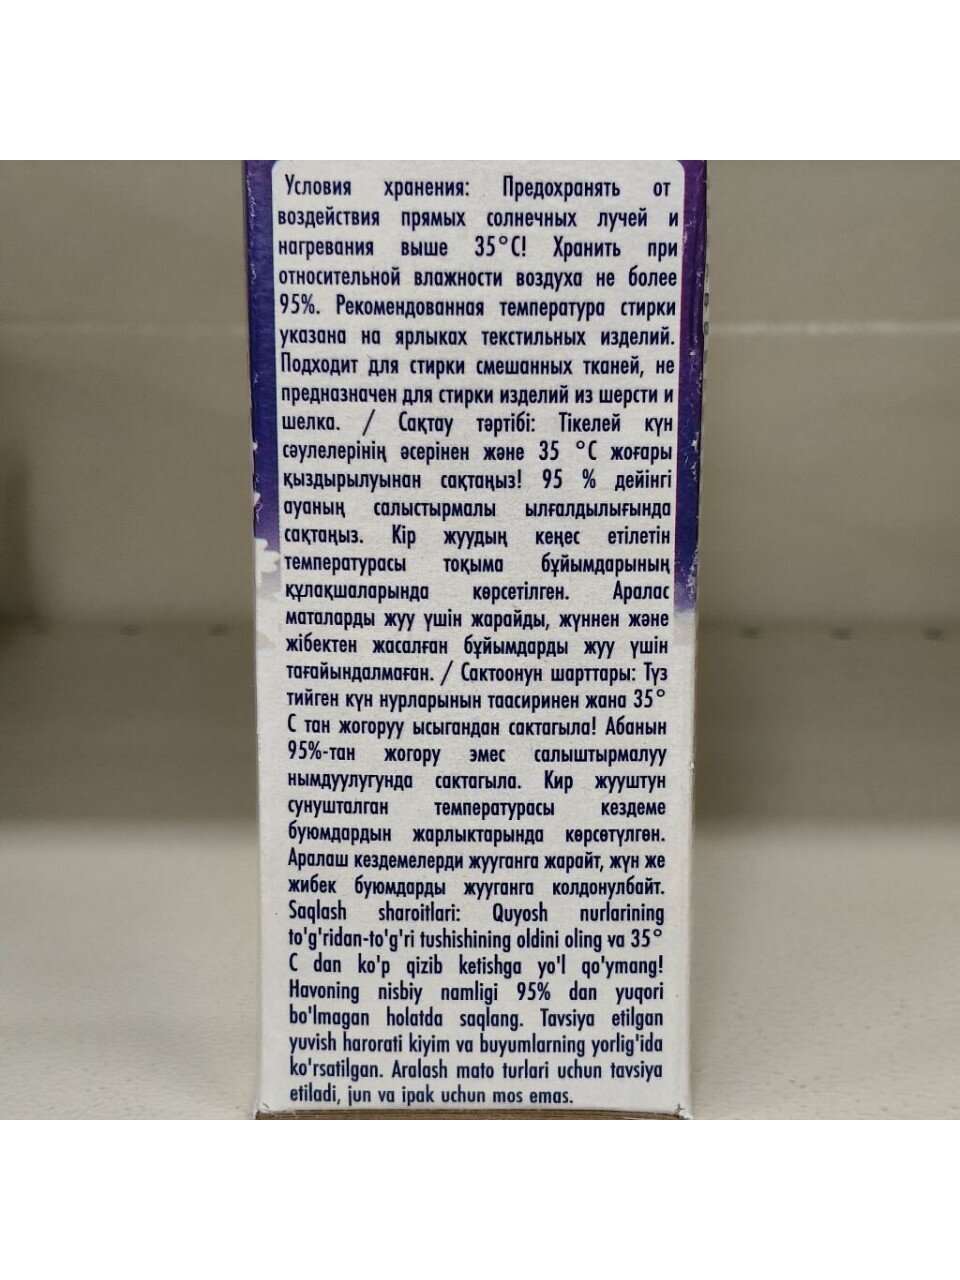 Условия хранения: Предохранять от
воздействия прямых солнечных лучей и
нагревания выше 35°С! Хранить при
относительной влажности воздуха не более
95%. Рекомендованная температура стирки
указана на ярлыках текстильных изделий.
Подходит для стирки смешанных тканей, не
предназначен для стирки изделий из шерсти и
шелка. / Сақтау тәртібі: Тікелей күн
сәулелерінің әсерінен және 35 °С жоғары
қыздырылуынан сақтаңыз! 95 % дейінгі
ауаның салыстырмалы ылғалдылығында
сақтаңыз. Кір жуудың кеңес етілетін
температурасы тоқыма бұйымдарының
құлақшаларында көрсетілген. Аралас
маталарды жуу үшін жарайды, жүннен және
жібектен жасалған бұйымдарды жуу үшін
тағайындалмаған. / Сактоонун шарттары: Түз
тийген күн нурларынын таасиринен жана 35°
С тан жогоруу ысыгандан сактагыла! Абанын
95%-тан жогору эмес салыштырмалуу
нымдуулугунда сактагыла. Кир жууштун
сунушталган температурасы кездеме
буюмдардын жарлыктарында көрсөтүлгөн.
Аралаш кездемелерди жууганга жарайт, жүн же
жибек буюмдарды жууганга колдонулбайт.
Saqlash sharoitlari: Quyosh nurlarining
to'g'ridan-to'g'ri tushishining oldini oling va 35°
C dan ko'p qizib ketishga yo'l qo'ymang!
Havoning nisbiy namligi 95% dan yuqori
bo'lmagan holatda saqlang. Tavsiya etilgan
yuvish harorati kiyim va buyumlarning yorlig'ida
ko'rsatilgan. Aralash mato turlari uchun tavsiya
etiladi, jun va ipak uchun mos emas.